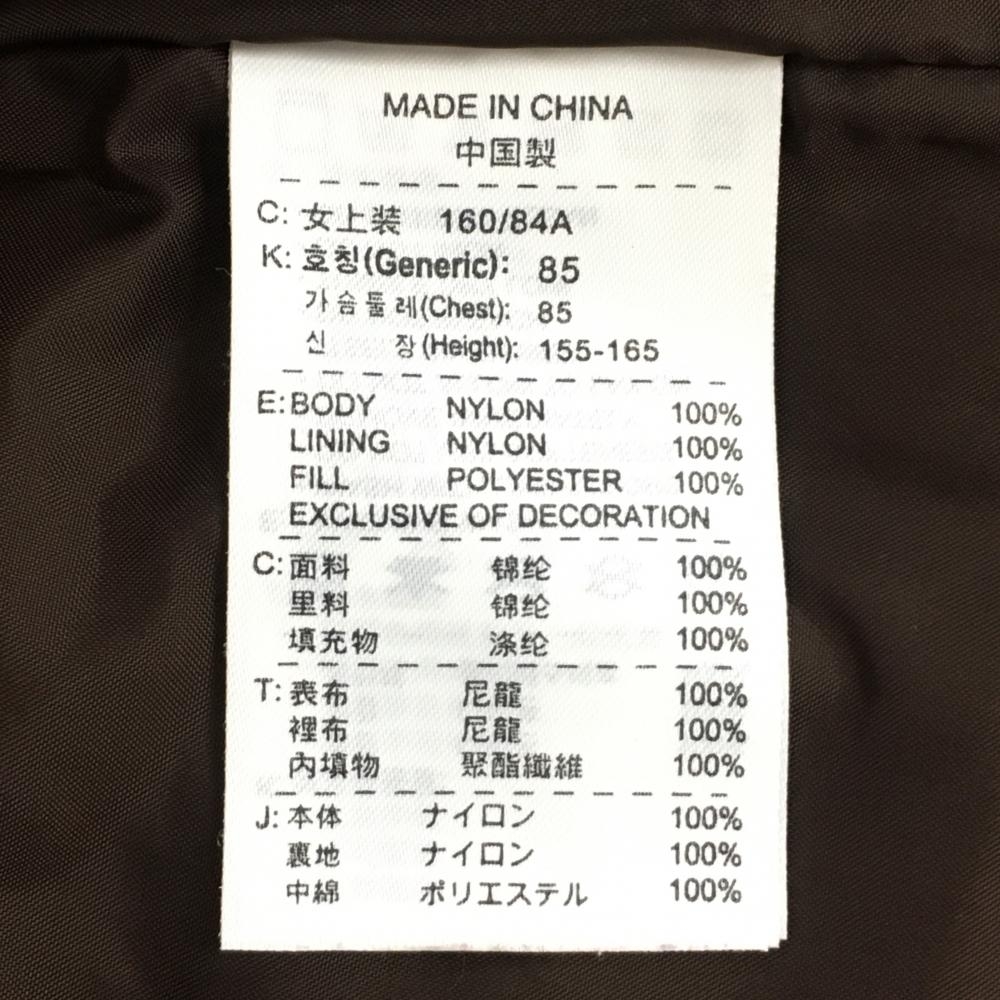 MADE IN CHINA
中国製
C: 女上装 160/84A
K: 호칭(Generic): 85
가슴둘레(Chest): 85
신 장(Height): 155-165
E: BODY NYLON 100%
LINING NYLON 100%
FILL POLYESTER 100%
EXCLUSIVE OF DECORATION
C: 面料 锦纶 100%
里料 锦纶 100%
填充物 涤纶 100%
T: 表布 尼龍 100%
裡布 尼龍 100%
內填物 聚酯纖維 100%
J: 本体 ナイロン 100%
裏地 ナイロン 100%
中綿 ポリエステル 100%